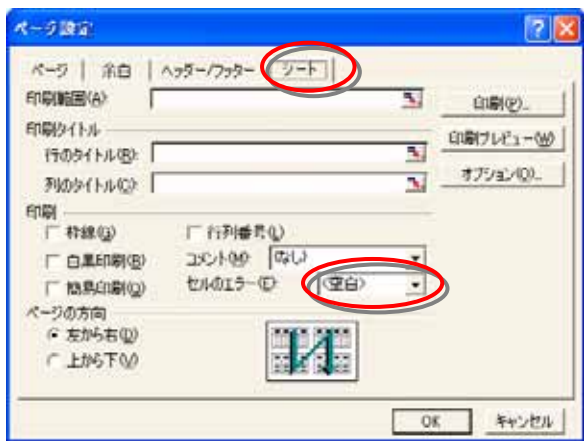 ページ設定
ページ 余白 ヘッダー/フッター シート
印刷範囲(A):
印刷(P)...
印刷タイトル
印刷プレビュー(W)
行のタイトル(R):
オプション(O)...
列のタイトル(C):
印刷
枠線(G) 行列番号(L)
白黒印刷(B) コメント(M): (なし)
簡易印刷(Q) セルのエラー(E): <空白>
ページの方向
左から右(D)
上から下(V)
OK キャンセル